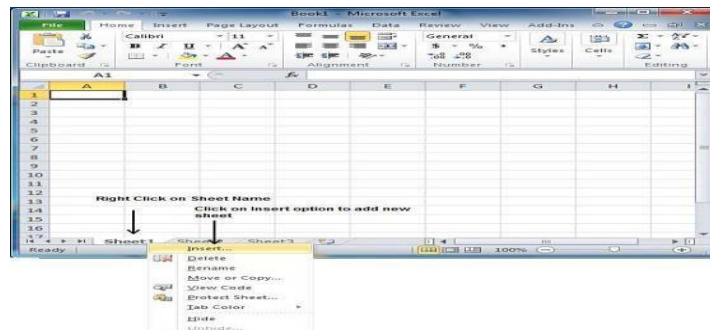 Book1 - Microsoft Excel
File Home Insert Page Layout Formulas Data Review View Add-Ins
Calibri 11 General
Paste B I U A A $ % Styles Cells Σ
Clipboard Font Alignment Number Editing
A1 fx
A B C D E F G H I
1
2
3
4
5
6
7
8
9
10
11
12
13
14
15
16
17
Right Click on Sheet Name
Click on Insert option to add new
sheet
Sheet1 Sheet2 Sheet3
Ready 100%
Insert...
Delete
Rename
Move or Copy...
View Code
Protect Sheet...
Tab Color
Hide
Unhide...